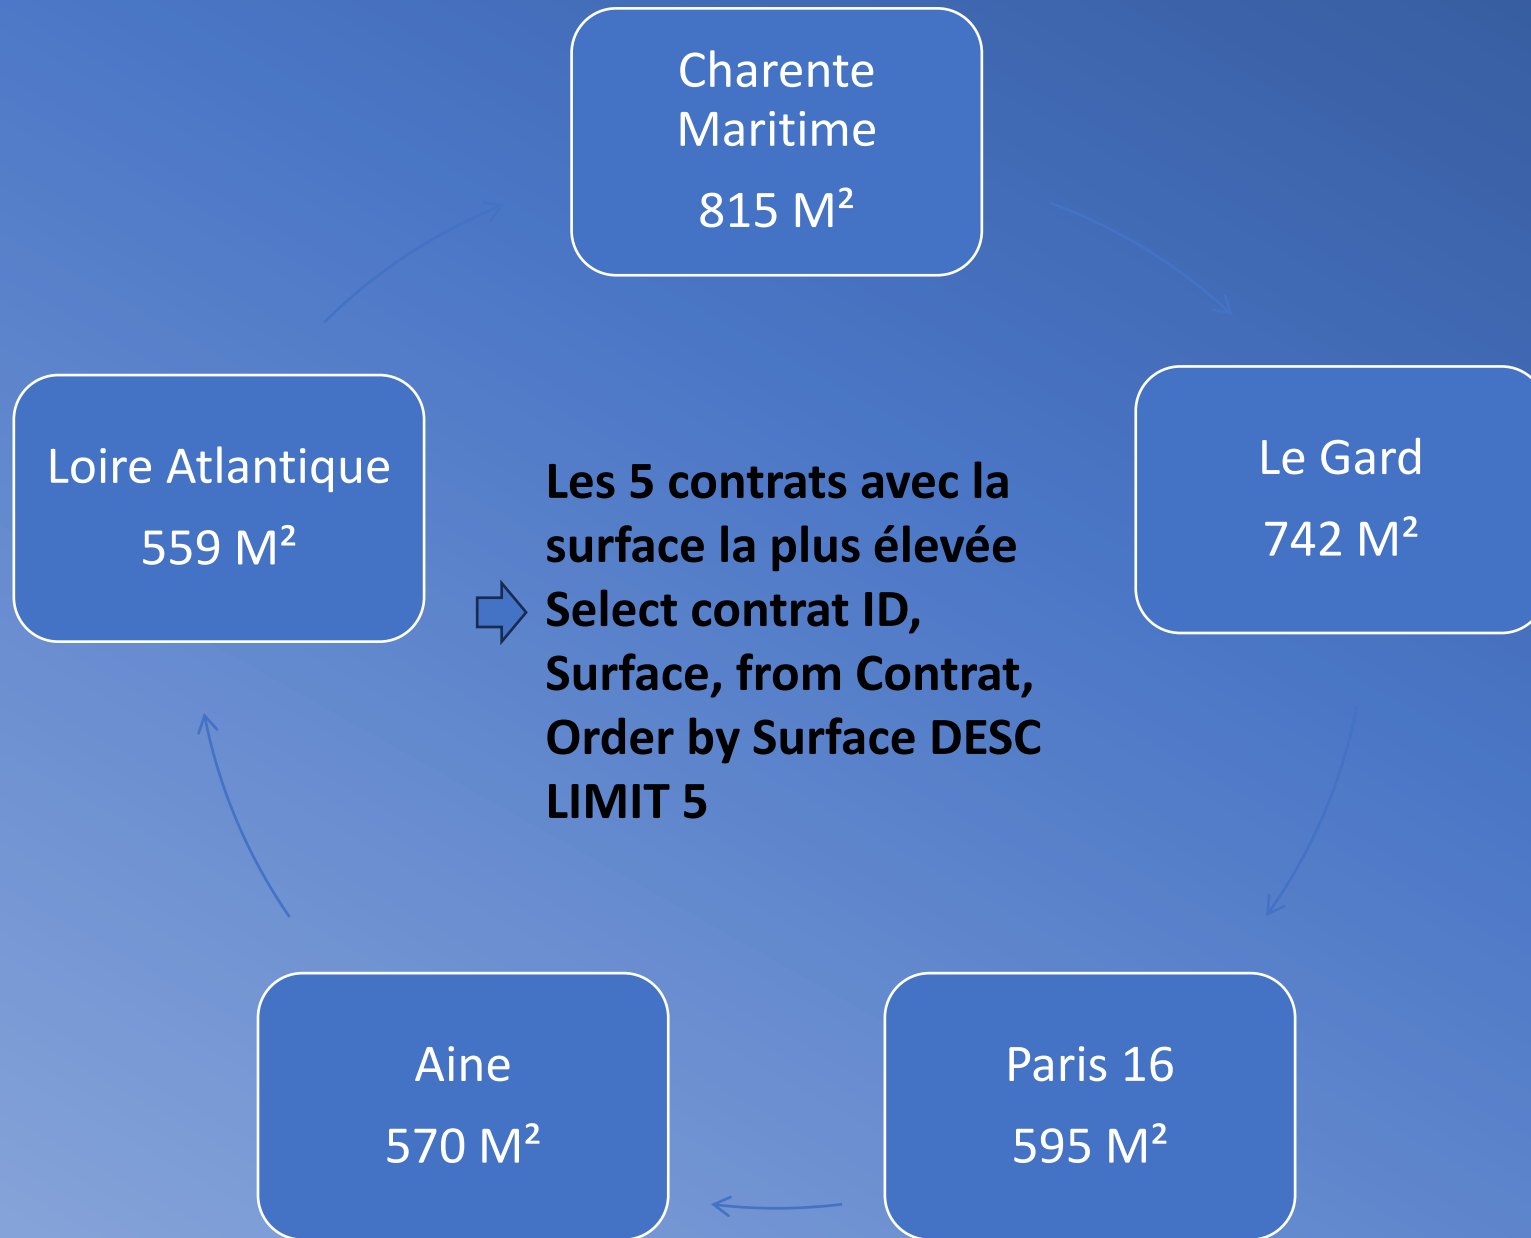 Charente
Maritime
815 M²
Le Gard
742 M²
Paris 16
595 M²
Aine
570 M²
Loire Atlantique
559 M²
Les 5 contrats avec la
surface la plus élevée
Select contrat ID,
Surface, from Contrat,
Order by Surface DESC
LIMIT 5